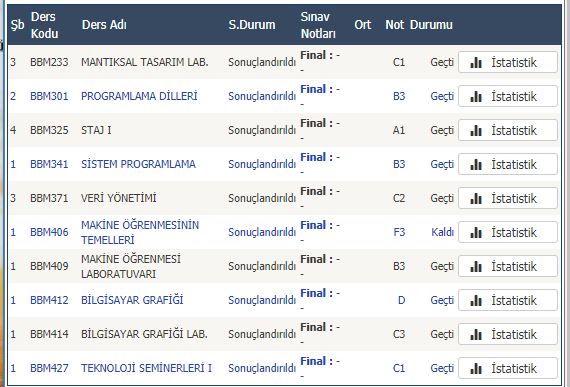 Şb Ders Kodu Ders Adı S.Durum Sınav Notları Ort Not Durumu
3 BBM233 MANTIKSAL TASARIM LAB. Sonuçlandırıldı Final : - - C1 Geçti İstatistik
2 BBM301 PROGRAMLAMA DİLLERİ Sonuçlandırıldı Final : - - B3 Geçti İstatistik
4 BBM325 STAJ I Sonuçlandırıldı Final : - - A1 Geçti İstatistik
1 BBM341 SİSTEM PROGRAMLAMA Sonuçlandırıldı Final : - - B3 Geçti İstatistik
3 BBM371 VERİ YÖNETİMİ Sonuçlandırıldı Final : - - C2 Geçti İstatistik
1 BBM406 MAKİNE ÖĞRENMESİNİN TEMELLERİ Sonuçlandırıldı Final : - - F3 Kaldı İstatistik
1 BBM409 MAKİNE ÖĞRENMESİ LABORATUVARI Sonuçlandırıldı Final : - - B3 Geçti İstatistik
1 BBM412 BİLGİSAYAR GRAFİĞİ Sonuçlandırıldı Final : - - D Geçti İstatistik
1 BBM414 BİLGİSAYAR GRAFİĞİ LAB. Sonuçlandırıldı Final : - - C3 Geçti İstatistik
1 BBM427 TEKNOLOJİ SEMİNERLERİ I Sonuçlandırıldı Final : - - C1 Geçti İstatistik